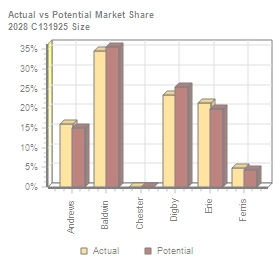 Actual vs Potential Market Share
2028 C131925 Size
35%
30%
25%
20%
15%
10%
5%
0%
Andrews
Baldwin
Chester
Digby
Erie
Ferris
Actual
Potential